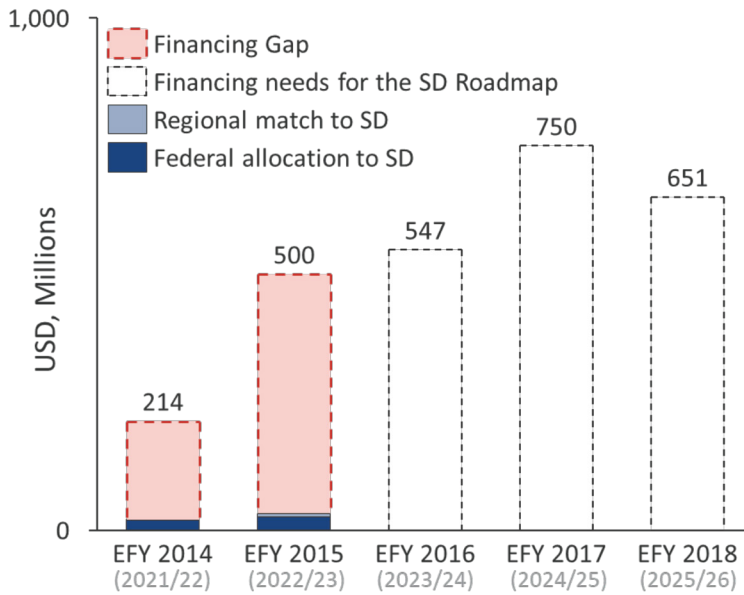 1,000
Financing Gap
Financing needs for the SD Roadmap
Regional match to SD
Federal allocation to SD
USD, Millions
214
500
547
750
651
0
EFY 2014 EFY 2015 EFY 2016 EFY 2017 EFY 2018
(2021/22) (2022/23) (2023/24) (2024/25) (2025/26)